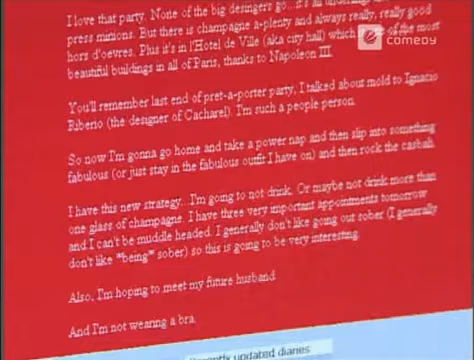 I love that party. None of the big desingers go... it's all
press minions. But there is champagne a-plenty and always really, really good
hors d'oevres. Plus it's in l'Hotel de Ville (aka city hall) which of the most
beautiful buildings in all of Paris, thanks to Napoleon III.
You'll remember last end of pret-a-porter party, I talked about mold to Ignacio
Ribeno (the designer of Cacharel). I'm such a people person.
So now I'm gonna go home and take a power nap and then slip into something
fabulous (or just stay in the fabulous outfit I have on) and then rock the casbah.
I have this new strategy...I'm going to not drink. Or maybe not drink more than
one glass of champagne. I have three very important appointments tomorrow
and I can't be muddle headed. I generally don't like going out sober (I generally
don't like *being* sober) so this is going to be very interesting.
Also, I'm hoping to meet my future husband.
And I'm not wearing a bra.
updated diaries
comedy